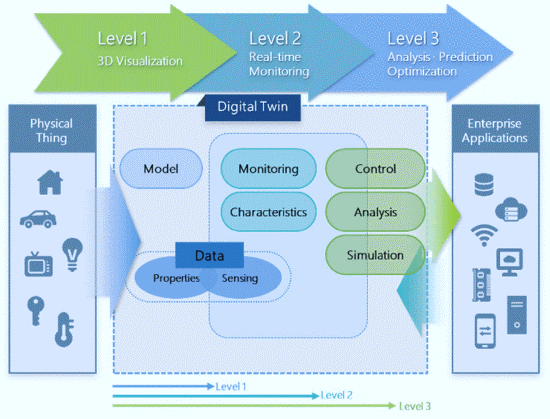 Level 1
3D Visualization
Level 2
Real-time
Monitoring
Level 3
Analysis · Prediction
Optimization
Digital Twin
Physical
Thing
Enterprise
Applications
Model
Monitoring
Control
Characteristics
Analysis
Simulation
Data
Properties
Sensing
Level 1
Level 2
Level 3